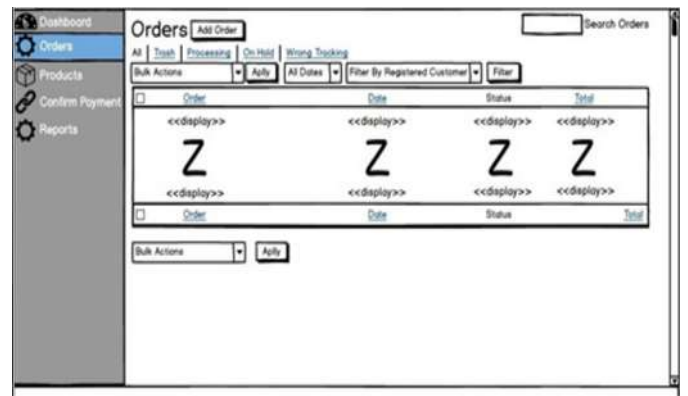 Dashboard
Orders
Products
Confirm Payment
Reports
Orders Add Order Search Orders
All | Trash | Processing | On Hold | Wrong Tracking
Bulk Actions Aplly All Dates Filter By Registered Customer Filter
Order Date Status Total
<<display>> <<display>> <<display>> <<display>>
Z Z Z Z
<<display>> <<display>> <<display>> <<display>>
Order Date Status Total
Bulk Actions Aplly